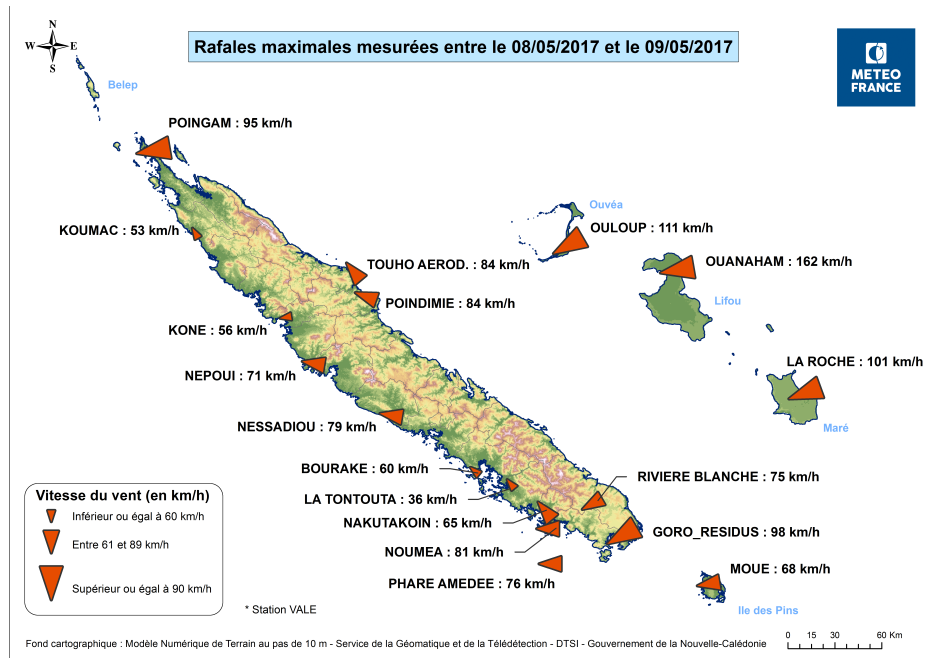 N
W E
S
Rafales maximales mesurées entre le 08/05/2017 et le 09/05/2017
METEO
FRANCE
Belep
POINGAM : 95 km/h
Ouvéa
OULOUP : 111 km/h
KOUMAC : 53 km/h
TOUHO AEROD. : 84 km/h
OUANAHAM : 162 km/h
POINDIMIE : 84 km/h
Lifou
KONE : 56 km/h
LA ROCHE : 101 km/h
NEPOUI : 71 km/h
NESSADIOU : 79 km/h
Maré
BOURAKE : 60 km/h
RIVIERE BLANCHE : 75 km/h
LA TONTOUTA : 36 km/h
NAKUTAKOIN : 65 km/h
GORO_RESIDUS : 98 km/h
NOUMEA : 81 km/h
MOUE : 68 km/h
PHARE AMEDEE : 76 km/h
Ile des Pins
Vitesse du vent (en km/h)
Inférieur ou égal à 60 km/h
Entre 61 et 89 km/h
Supérieur ou égal à 90 km/h
* Station VALE
0 15 30 60 Km
Fond cartographique : Modèle Numérique de Terrain au pas de 10 m - Service de la Géomatique et de la Télédétection - DTSI - Gouvernement de la Nouvelle-Calédonie